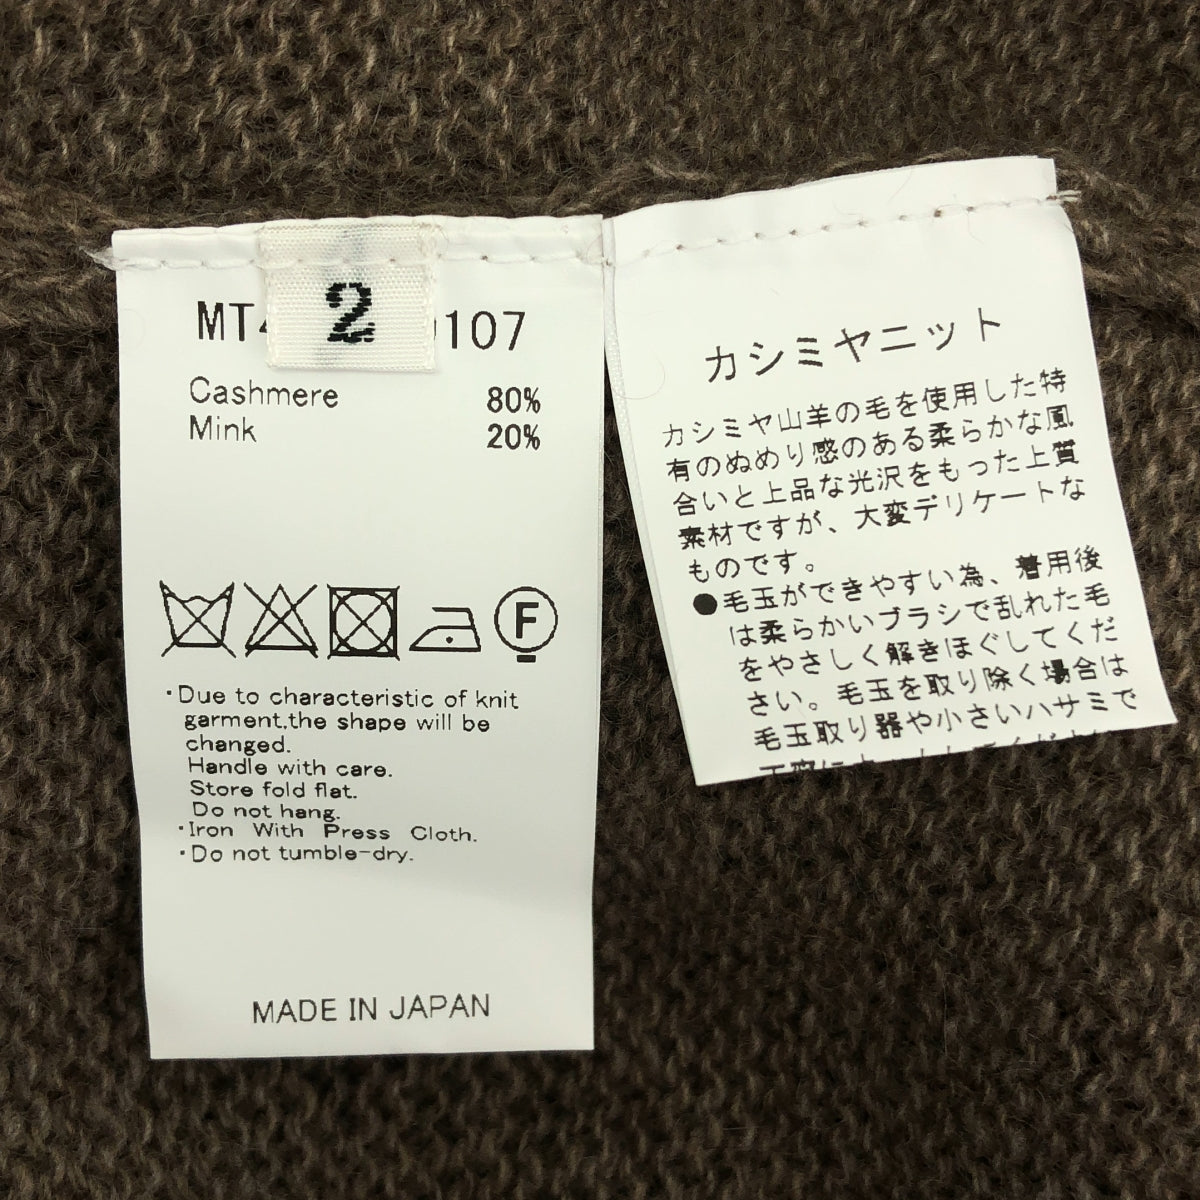 2
107
Cashmere 80%
Mink 20%
F
・Due to characteristic of knit
garment,the shape will be
changed.
Handle with care.
Store fold flat.
Do not hang.
・Iron With Press Cloth.
・Do not tumble-dry.
MADE IN JAPAN
カシミヤニット
カシミヤ山羊の毛を使用した特
有のぬめり感のある柔らかな風
合いと上品な光沢をもった上質
素材ですが、大変デリケートな
ものです。
●毛玉ができやすい為、着用後
は柔らかいブラシで乱れた毛
をやさしく解きほぐしてくだ
さい。毛玉を取り除く場合は
毛玉取り器や小さいハサミで